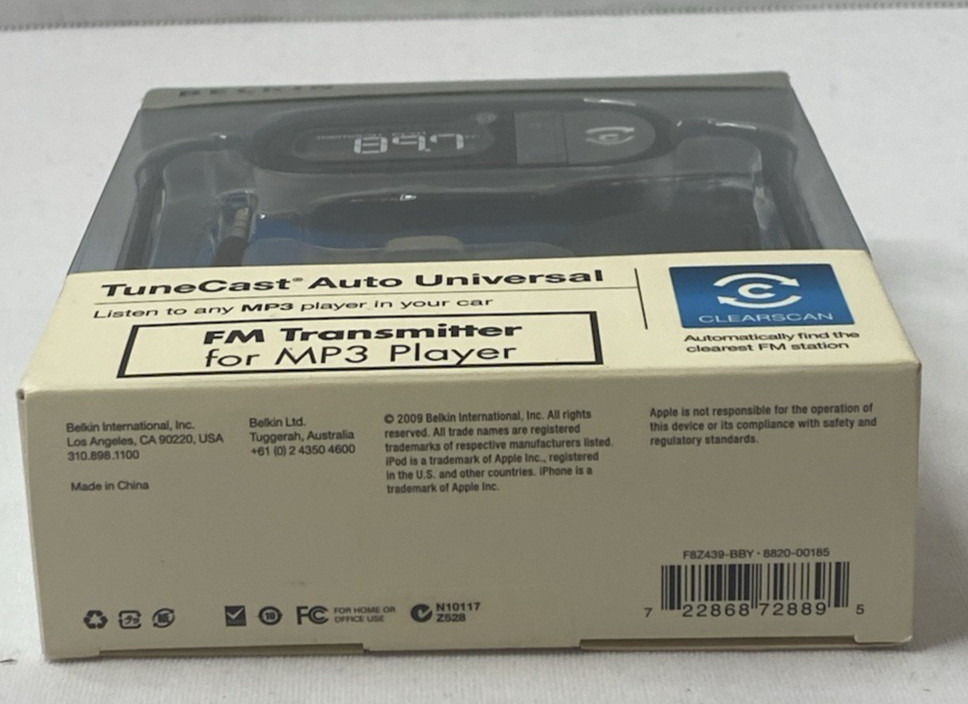 BELKIN
89.7
TuneCast® Auto Universal
Listen to any MP3 player in your car
FM Transmitter
for MP3 Player
C
CLEARSCAN
Automatically find the
clearest FM station
Belkin International, Inc.
Los Angeles, CA 90220, USA
310.898.1100
Made in China
Belkin Ltd.
Tuggerah, Australia
+61 (0) 2 4350 4600
© 2009 Belkin International, Inc. All rights
reserved. All trade names are registered
trademarks of respective manufacturers listed.
iPod is a trademark of Apple Inc., registered
in the U.S. and other countries. iPhone is a
trademark of Apple Inc.
Apple is not responsible for the operation of
this device or its compliance with safety and
regulatory standards.
F8Z439-BBY · 8820-00185
7 22868 72889 5
FC FOR HOME OR
OFFICE USE
N10117
Z528